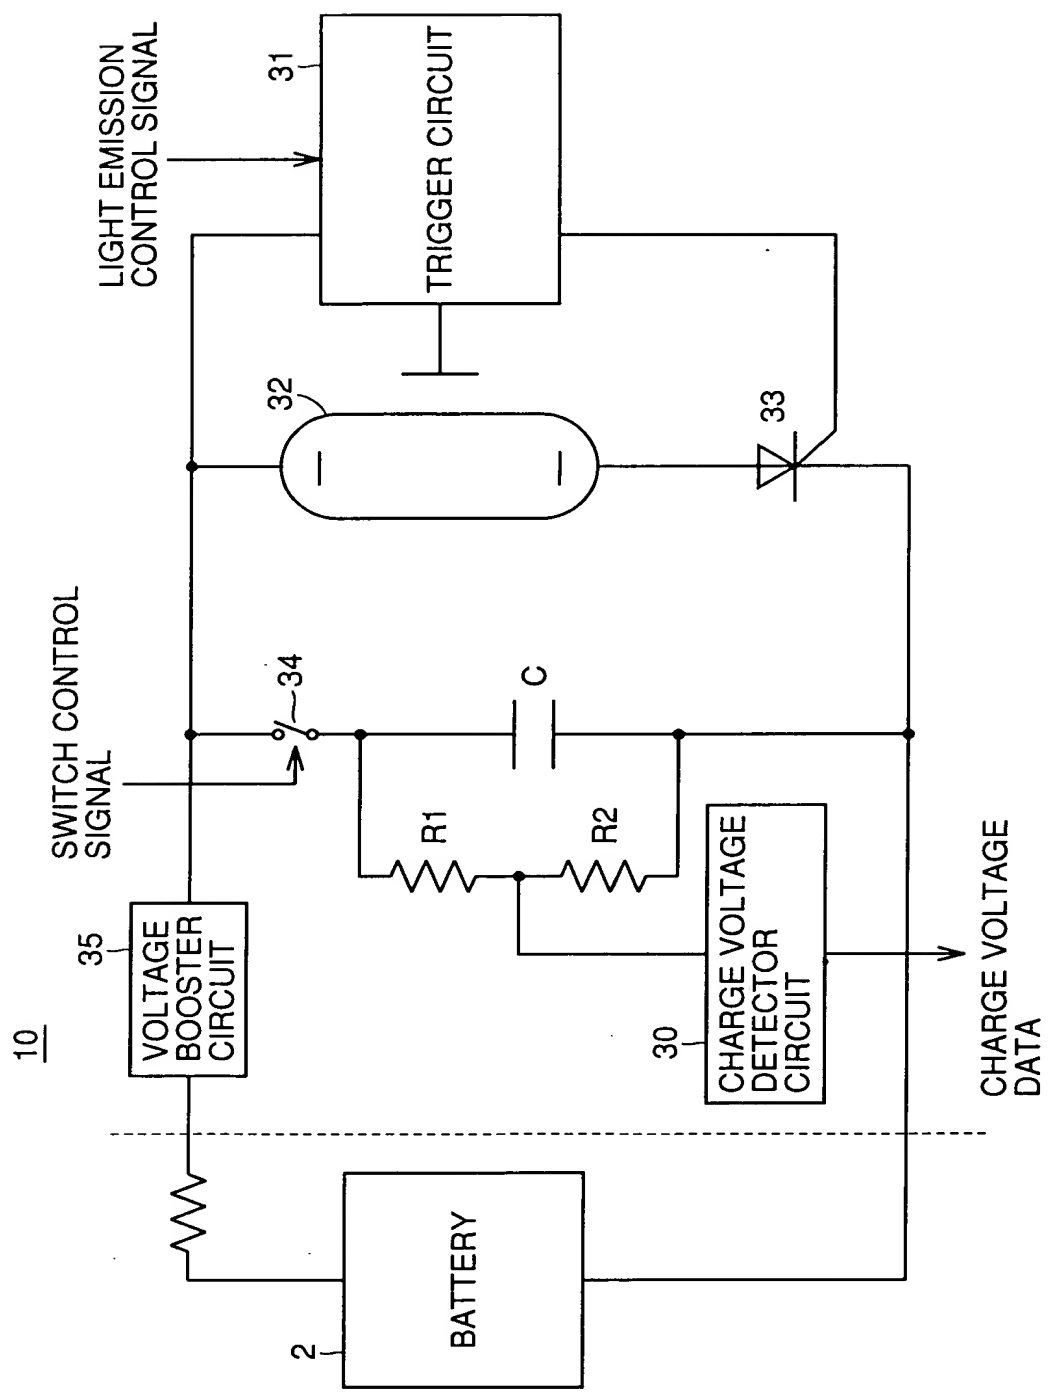 10
2
BATTERY
35
VOLTAGE
BOOSTER
CIRCUIT
30
CHARGE VOLTAGE
DETECTOR
CIRCUIT
CHARGE VOLTAGE
DATA
SWITCH CONTROL
SIGNAL
34
R1
R2
C
32
33
LIGHT EMISSION
CONTROL SIGNAL
31
TRIGGER CIRCUIT